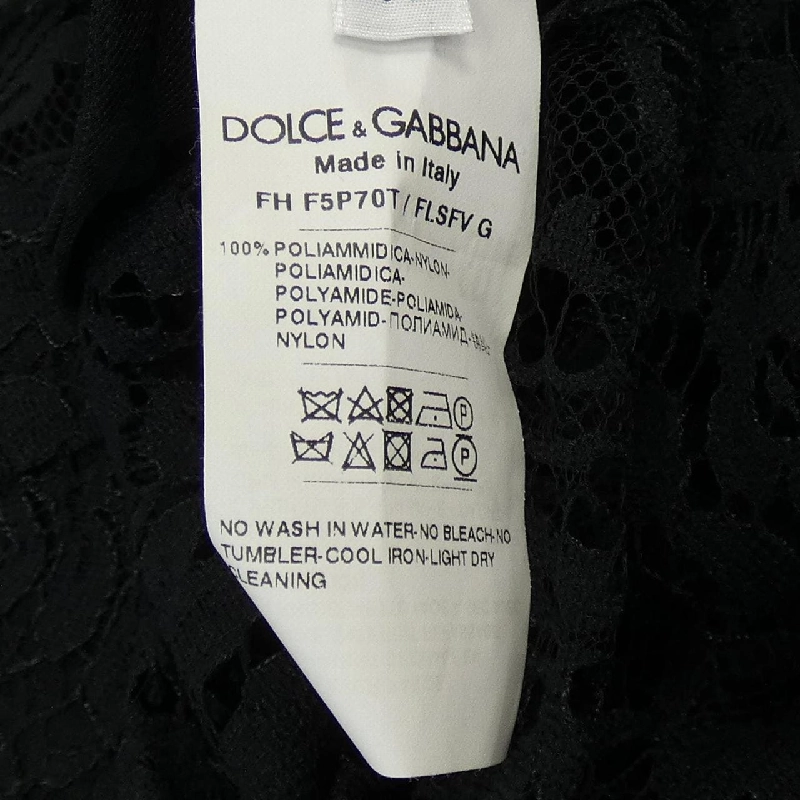 DOLCE & GABBANA
Made in Italy
FH F5P70T / FLSFV G
100% POLIAMMIDICA-NYLON-
POLIAMIDICA-
POLYAMIDE-POLIAMIDA-
POLYAMID-ПОЛИАМИД-
NYLON
P
P
NO WASH IN WATER-NO BLEACH-NO
TUMBLER-COOL IRON-LIGHT DRY
CLEANING